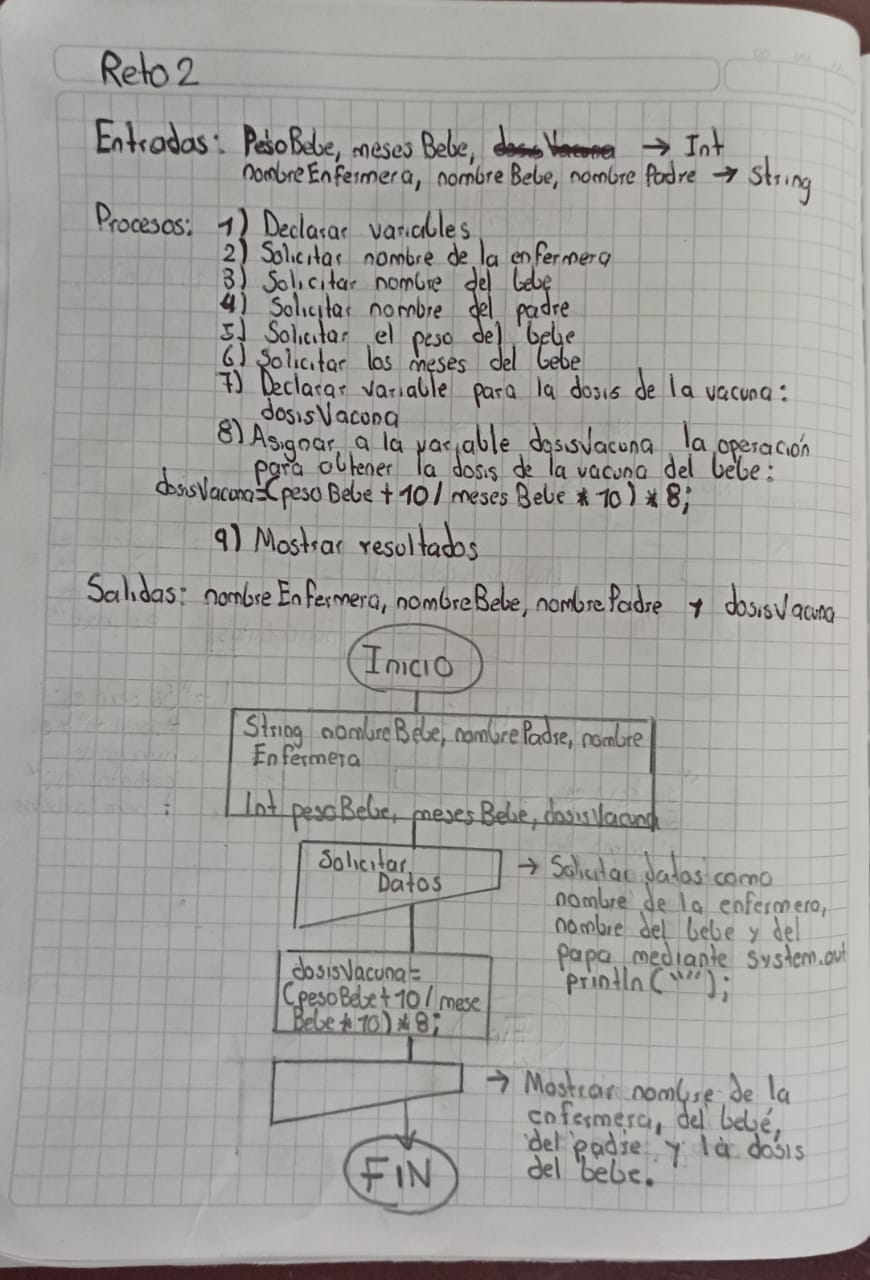 Reto 2
Entradas: PesoBebe, meses Bebe, → Int
nombreEnfermera, nombreBebe, nombre Padre → String
Procesos: 1) Declarar variables
2) Solicitar nombre de la enfermera
3) Solicitar nombre del bebe
4) Solicitar nombre del padre
5) Solicitar el peso del bebe
6) Solicitar los meses del bebe
7) Declarar variable para la dosis de la vacuna:
dosisVacuna
8) Asignar a la variable dosisVacuna la operación
para obtener la dosis de la vacuna del bebe:
dosisVacuna=(peso Bebe + 10 / meses Bebe * 10) * 8;
9) Mostrar resultados
Salidas: nombre Enfermera, nombreBebe, nombre Padre y dosisVacuna
Inicio
String nombreBebe, nombrePadre, nombre
Enfermera
Int pesoBebe, mesesBebe, dosisVacuna
Solicitar
Datos
→ Solicitar datos como
nombre de la enfermera,
nombre del bebe y del
papa mediante system.out
println("");
dosisVacuna=
(pesoBebe + 10 / mese
Bebe * 10) * 8;
→ Mostrar nombre de la
enfermera, del bebé,
del padre y la dosis
del bebe.
FIN